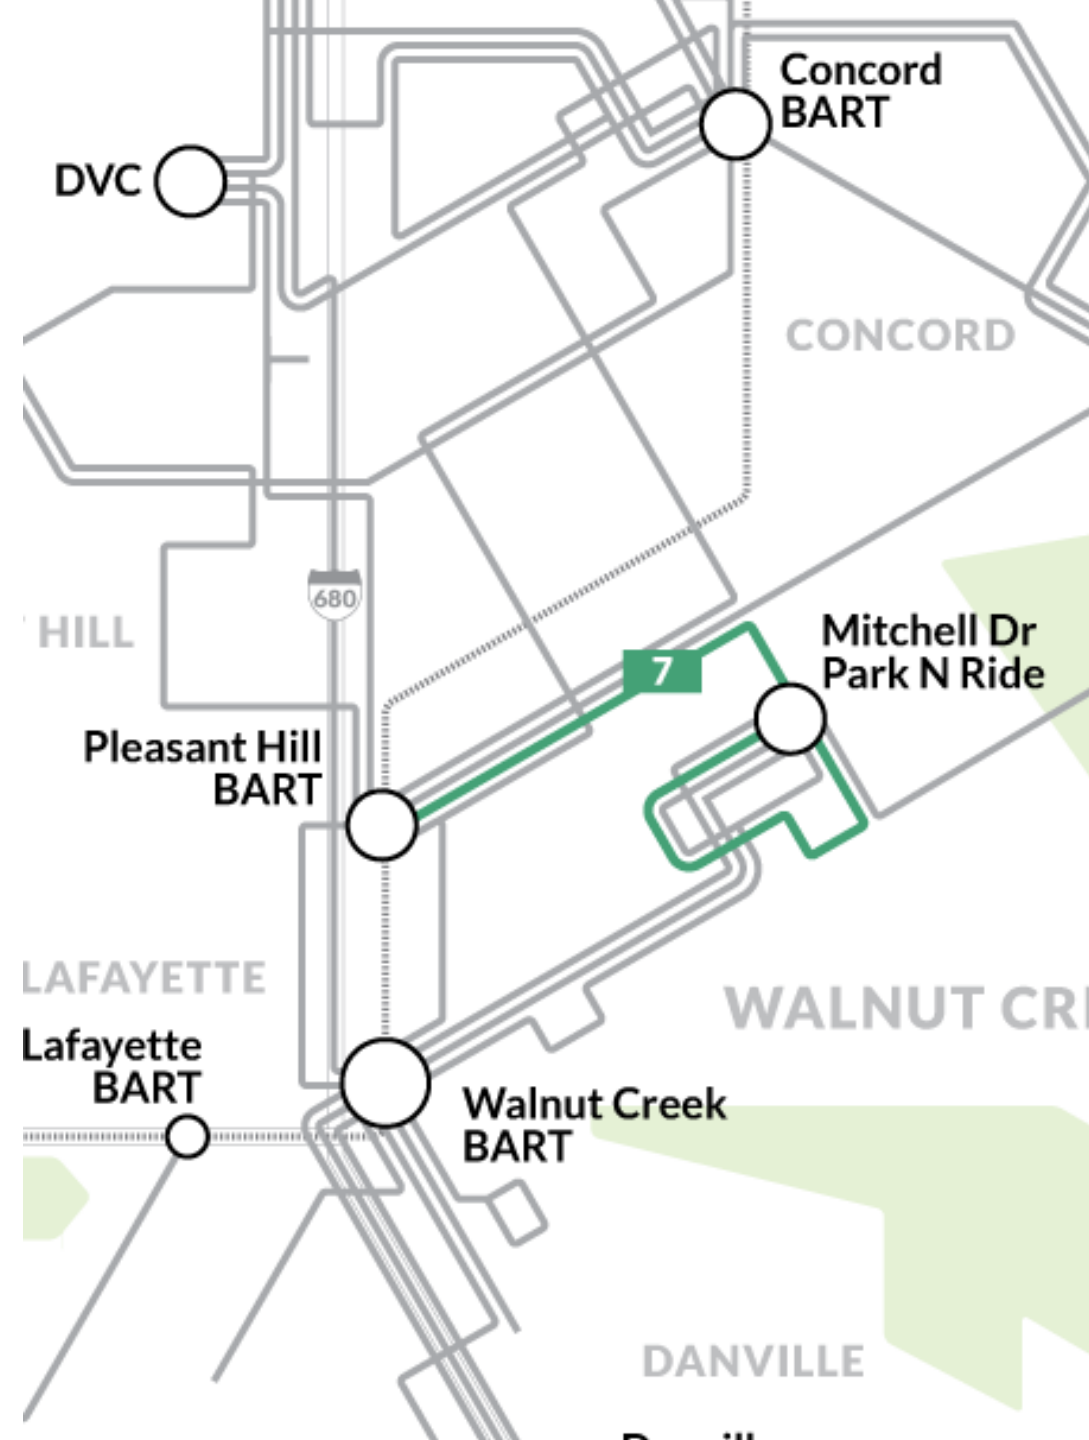 Concord
BART
DVC
CONCORD
680
HILL
Mitchell Dr
Park N Ride
7
Pleasant Hill
BART
LAFAYETTE
WALNUT CR
Lafayette
BART
Walnut Creek
BART
DANVILLE